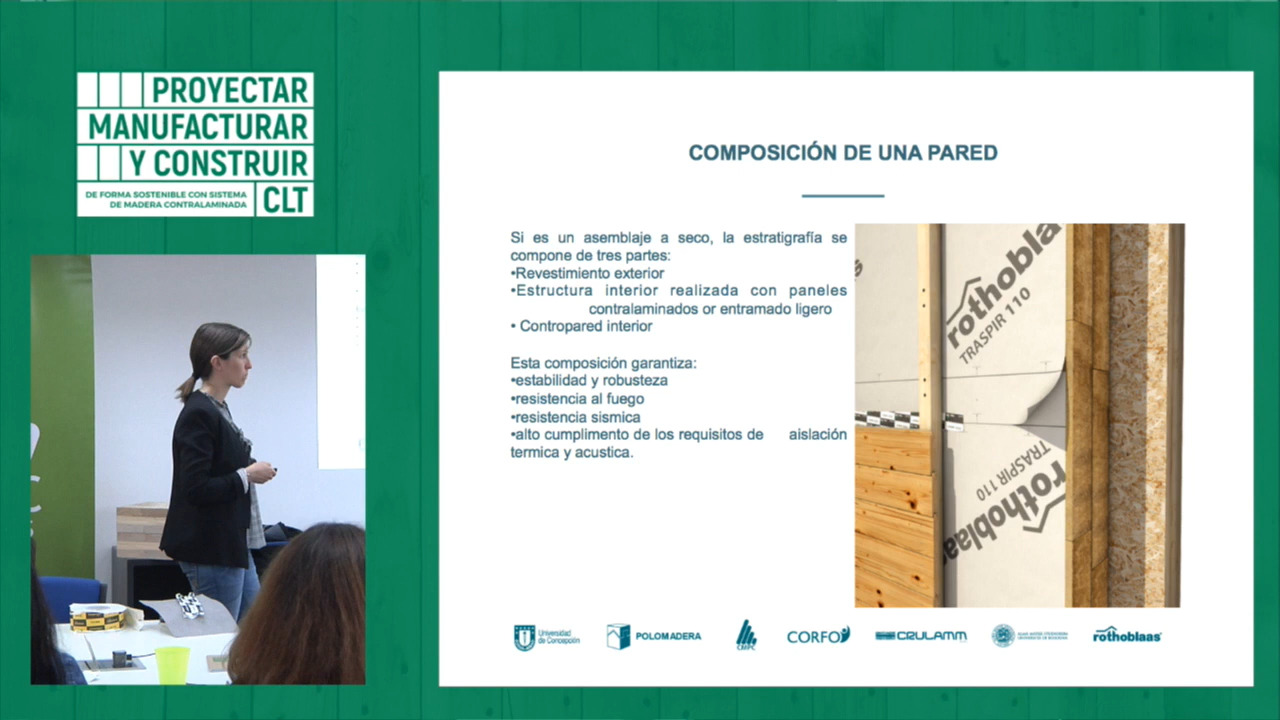 PROYECTAR
MANUFACTURAR
Y CONSTRUIR
DE FORMA SOSTENIBLE CON SISTEMA
DE MADERA CONTRALAMINADA
CLT
COMPOSICIÓN DE UNA PARED
Si es un asemblaje a seco, la estratigrafía se
compone de tres partes:
•Revestimiento exterior
•Estructura interior realizada con paneles
contralaminados or entramado ligero
• Contropared interior
Esta composición garantiza:
•estabilidad y robusteza
•resistencia al fuego
•resistencia sismica
•alto cumplimento de los requisitos de aislación
termica y acustica.
rothobla
TRASPIR 110
TRASPIR 110
rothoblaas
Universidad
de Concepción
POLOMADERA
CMPC
CORFO
CRULAMM
rothoblaas